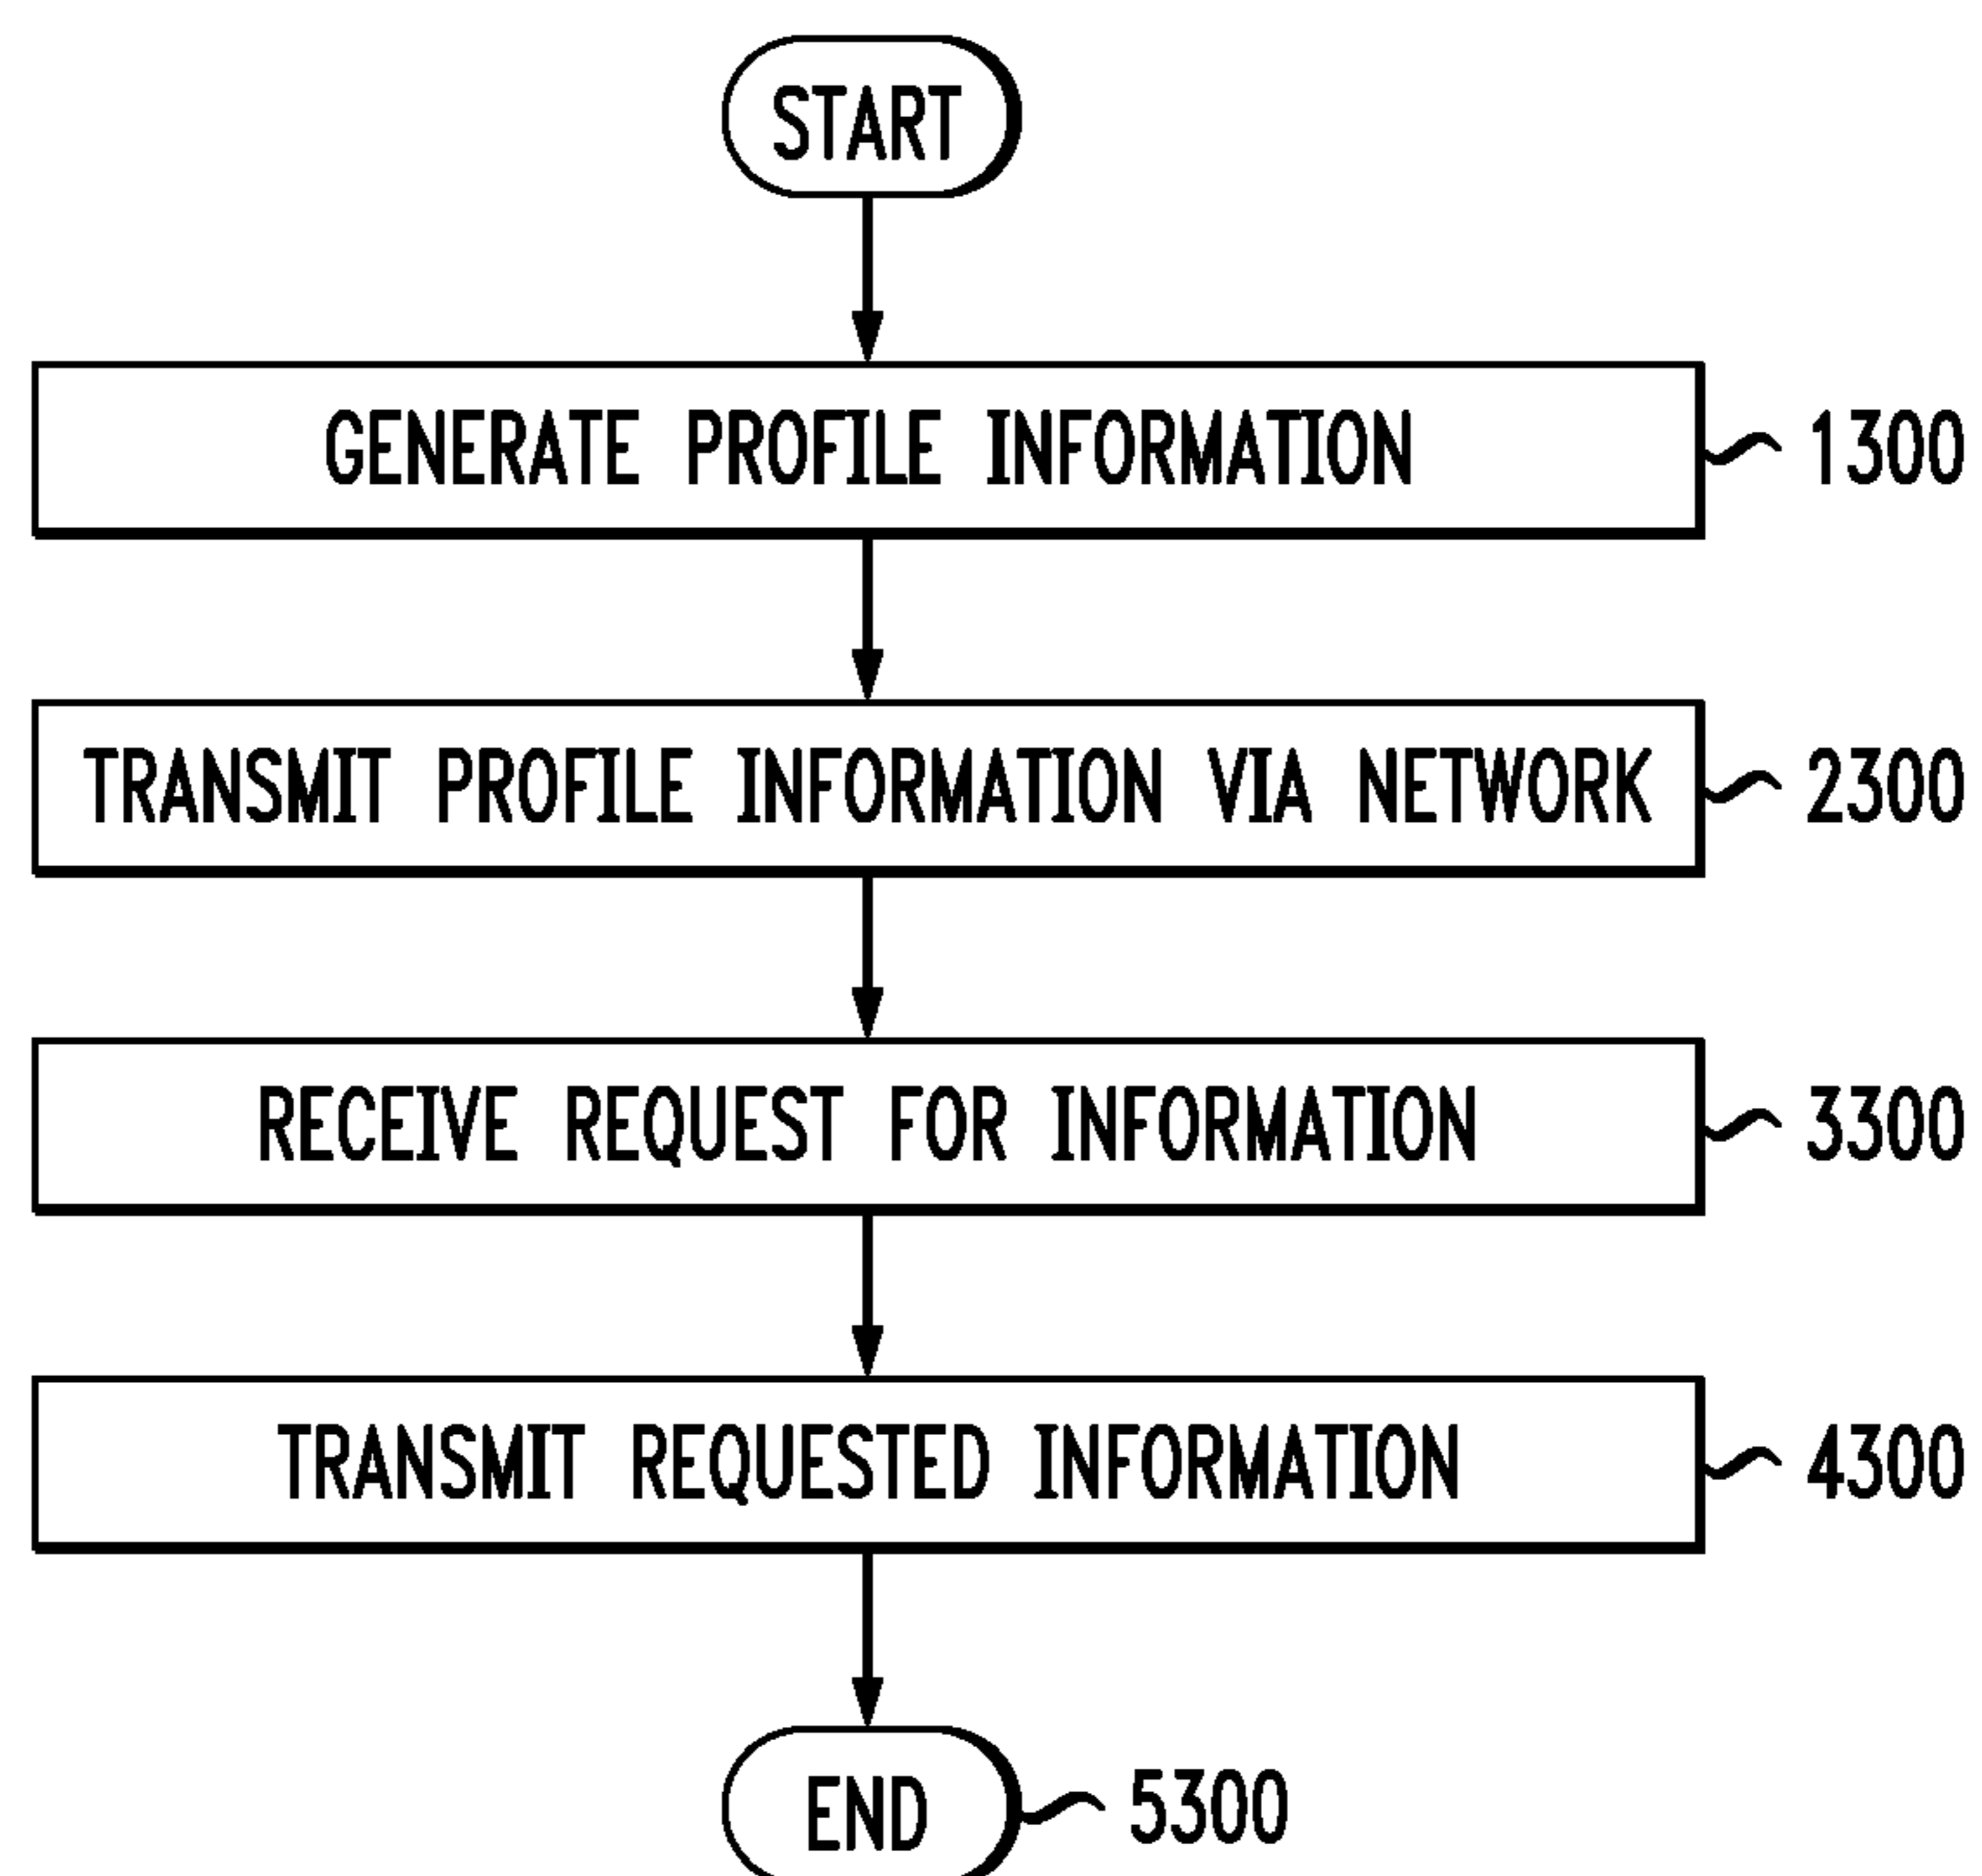 START
GENERATE PROFILE INFORMATION 1300
TRANSMIT PROFILE INFORMATION VIA NETWORK 2300
RECEIVE REQUEST FOR INFORMATION 3300
TRANSMIT REQUESTED INFORMATION 4300
END 5300